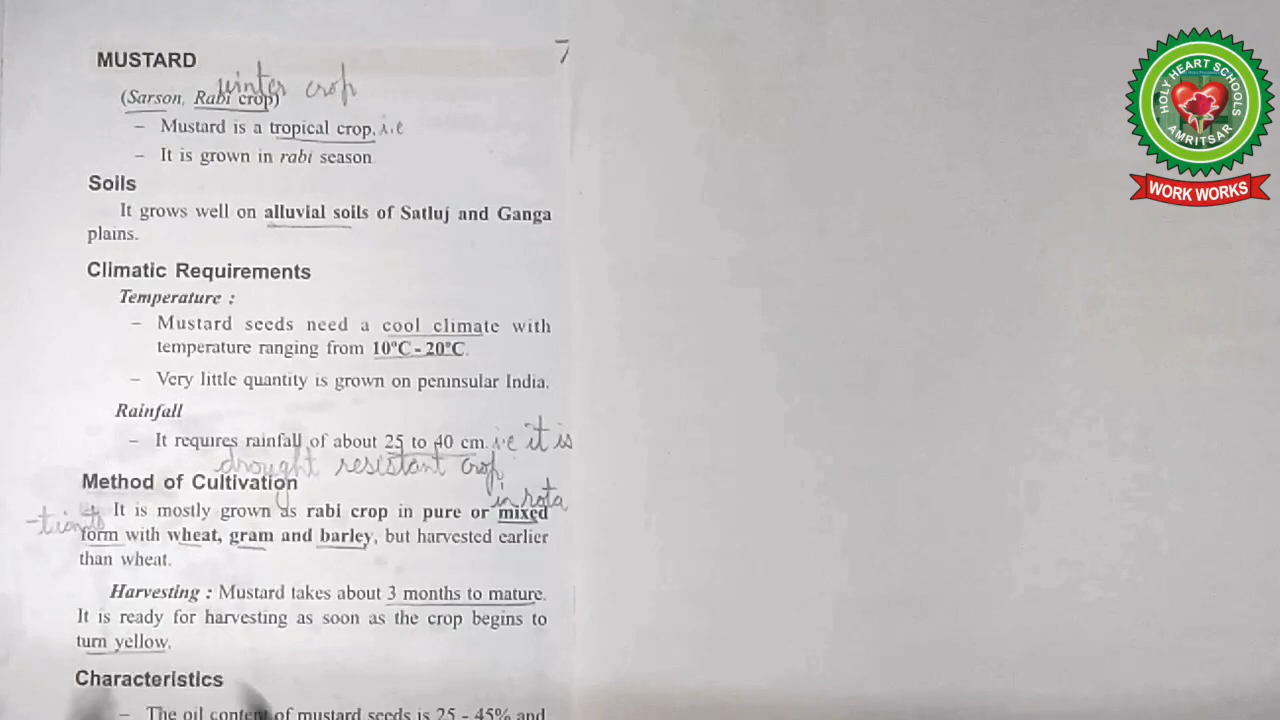 7
MUSTARD
winter crop
(Sarson, Rabi crop)
– Mustard is a tropical crop, i.e
– It is grown in rabi season
Soils
It grows well on alluvial soils of Satluj and Ganga
plains.
Climatic Requirements
Temperature :
– Mustard seeds need a cool climate with
temperature ranging from 10°C - 20°C.
– Very little quantity is grown on peninsular India.
Rainfall
– It requires rainfall of about 25 to 40 cm. i.e it is
drought resistant crop
Method of Cultivation
in rota
It is mostly grown as rabi crop in pure or mixed
form with wheat, gram and barley, but harvested earlier
than wheat.
Harvesting : Mustard takes about 3 months to mature.
It is ready for harvesting as soon as the crop begins to
turn yellow.
Characteristics
– The oil content of mustard seeds is 25 - 45% and
HOLY HEART SCHOOLS
AMRITSAR
WORK WORKS